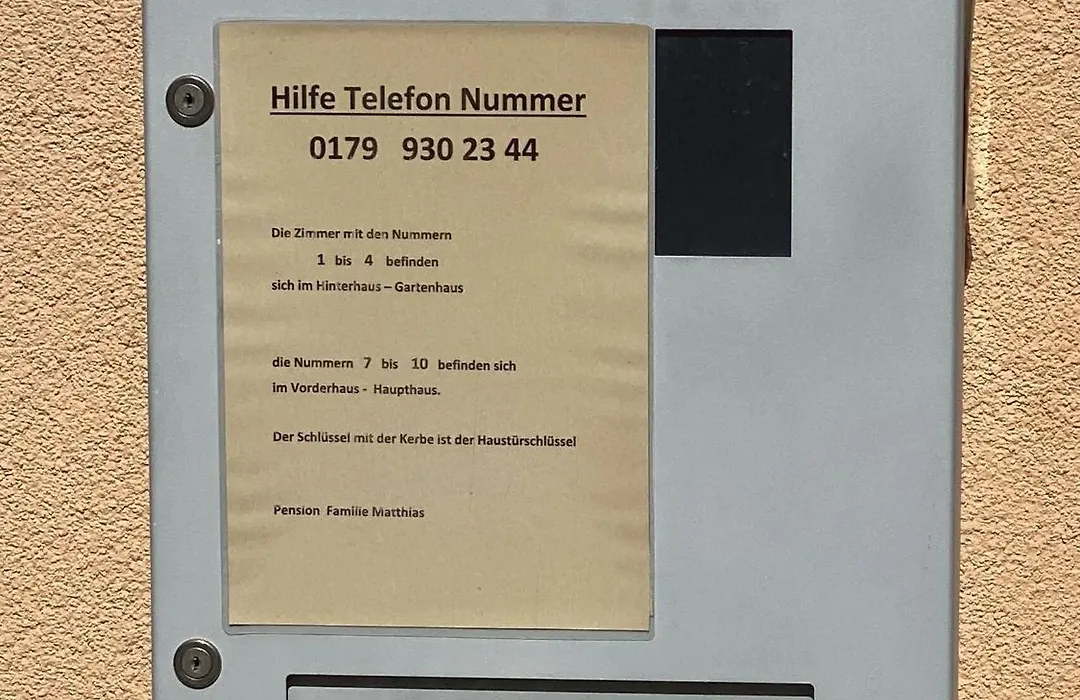 Hilfe Telefon Nummer
0179 930 23 44
Die Zimmer mit den Nummern
1 bis 4 befinden
sich im Hinterhaus – Gartenhaus
die Nummern 7 bis 10 befinden sich
im Vorderhaus - Haupthaus.
Der Schlüssel mit der Kerbe ist der Haustürschlüssel
Pension Familie Matthias